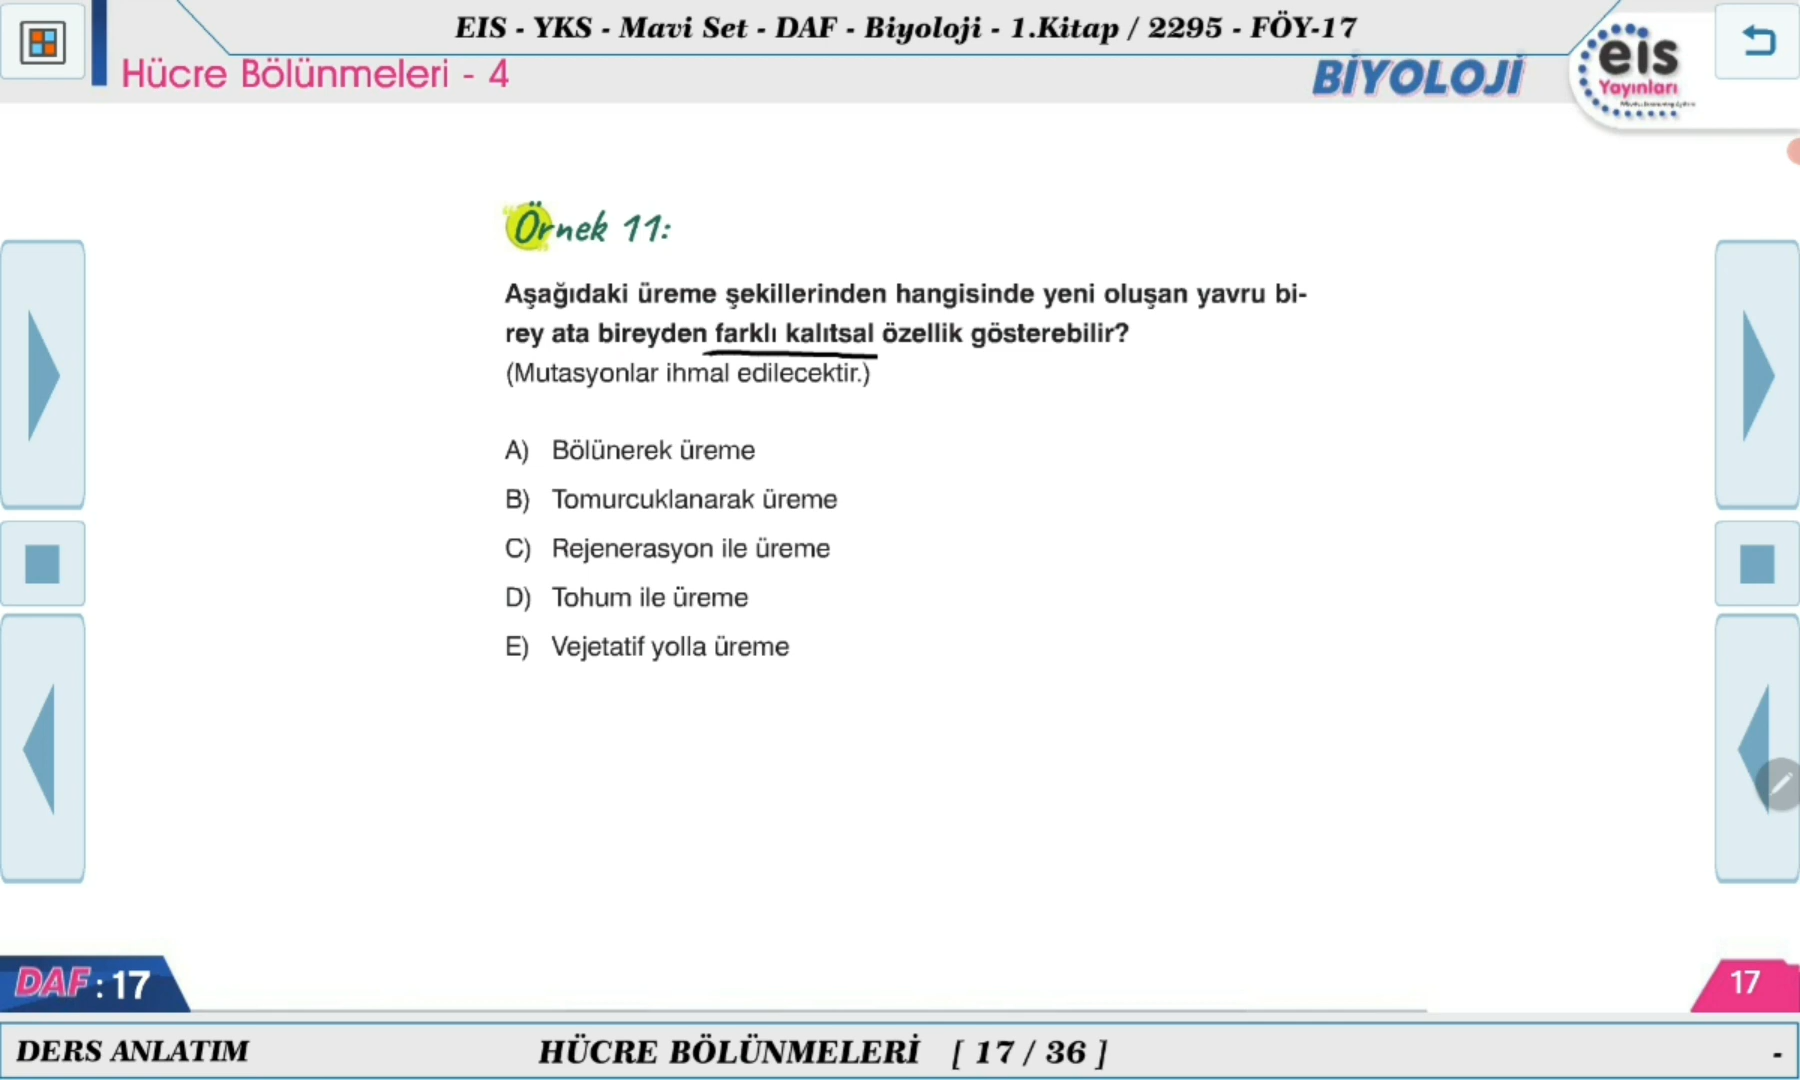 EIS - YKS - Mavi Set - DAF - Biyoloji - 1.Kitap / 2295 - FÖY-17
Hücre Bölünmeleri - 4
BİYOLOJİ
eis
Yayınları
Örnek 11:
Aşağıdaki üreme şekillerinden hangisinde yeni oluşan yavru bi-
rey ata bireyden farklı kalıtsal özellik gösterebilir?
(Mutasyonlar ihmal edilecektir.)
A) Bölünerek üreme
B) Tomurcuklanarak üreme
C) Rejenerasyon ile üreme
D) Tohum ile üreme
E) Vejetatif yolla üreme
DAF : 17
17
DERS ANLATIM
HÜCRE BÖLÜNMELERİ [ 17 / 36 ]
-